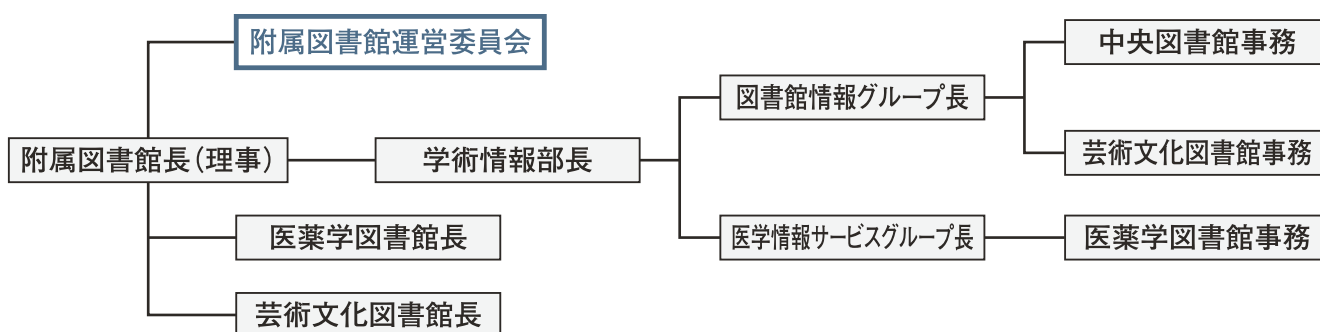 附属図書館運営委員会
中央図書館事務
図書館情報グループ長
附属図書館長（理事）
学術情報部長
芸術文化図書館事務
医薬学図書館長
医学情報サービスグループ長
医薬学図書館事務
芸術文化図書館長